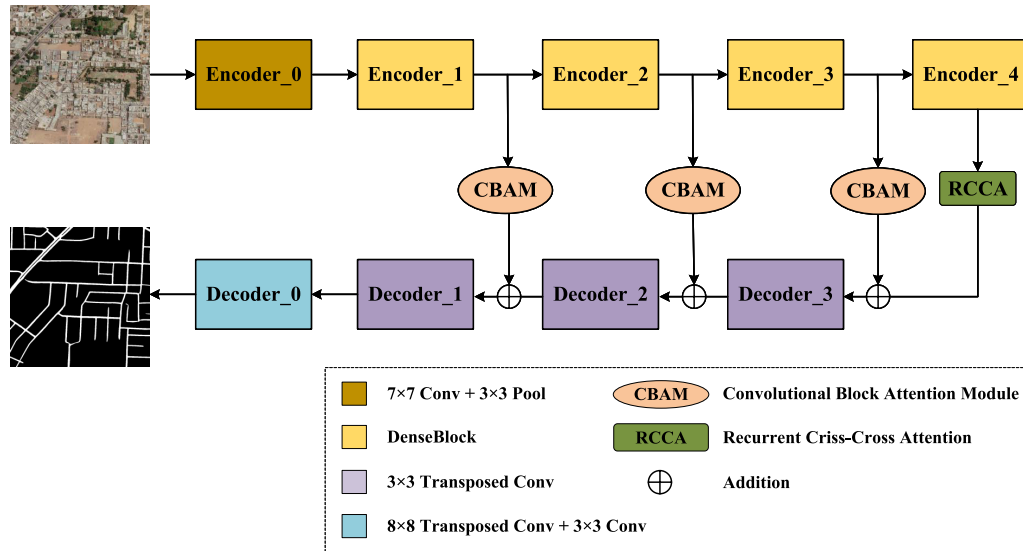 Encoder_0
Encoder_1
Encoder_2
Encoder_3
Encoder_4
CBAM
CBAM
CBAM
RCCA
Decoder_0
Decoder_1
Decoder_2
Decoder_3
7×7 Conv + 3×3 Pool
CBAM
Convolutional Block Attention Module
DenseBlock
RCCA
Recurrent Criss-Cross Attention
3×3 Transposed Conv
Addition
8×8 Transposed Conv + 3×3 Conv